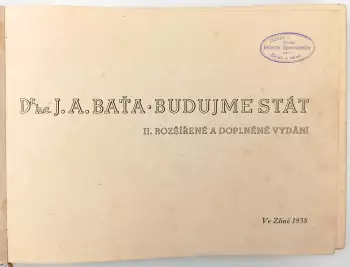 Dr. h.c. J. A. BAŤA · BUDUJME STÁT
II. ROZŠÍŘENÉ A DOPLNĚNÉ VYDÁNÍ
Ve Zlíně 1938